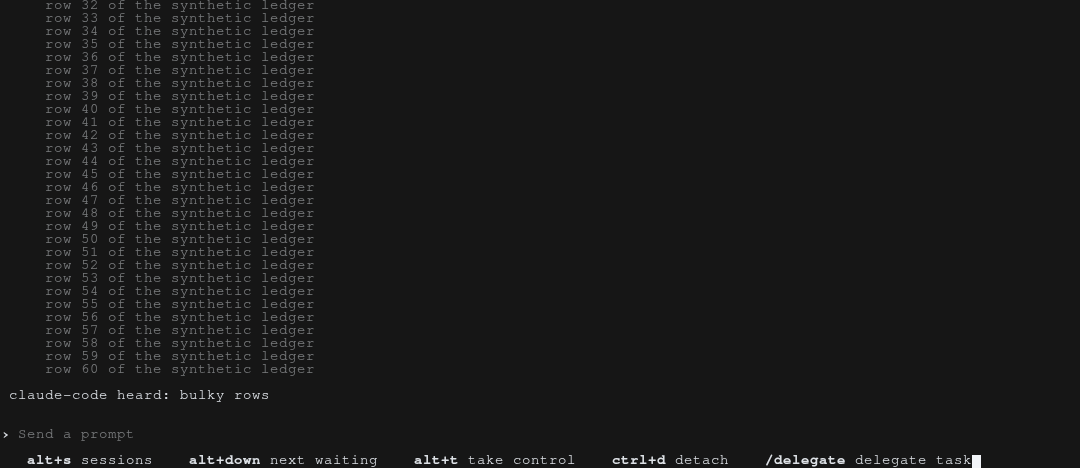 row 32 of the synthetic ledger
row 33 of the synthetic ledger
row 34 of the synthetic ledger
row 35 of the synthetic ledger
row 36 of the synthetic ledger
row 37 of the synthetic ledger
row 38 of the synthetic ledger
row 39 of the synthetic ledger
row 40 of the synthetic ledger
row 41 of the synthetic ledger
row 42 of the synthetic ledger
row 43 of the synthetic ledger
row 44 of the synthetic ledger
row 45 of the synthetic ledger
row 46 of the synthetic ledger
row 47 of the synthetic ledger
row 48 of the synthetic ledger
row 49 of the synthetic ledger
row 50 of the synthetic ledger
row 51 of the synthetic ledger
row 52 of the synthetic ledger
row 53 of the synthetic ledger
row 54 of the synthetic ledger
row 55 of the synthetic ledger
row 56 of the synthetic ledger
row 57 of the synthetic ledger
row 58 of the synthetic ledger
row 59 of the synthetic ledger
row 60 of the synthetic ledger
claude-code heard: bulky rows
› Send a prompt
alt+s sessions    alt+down next waiting    alt+t take control    ctrl+d detach    /delegate delegate task